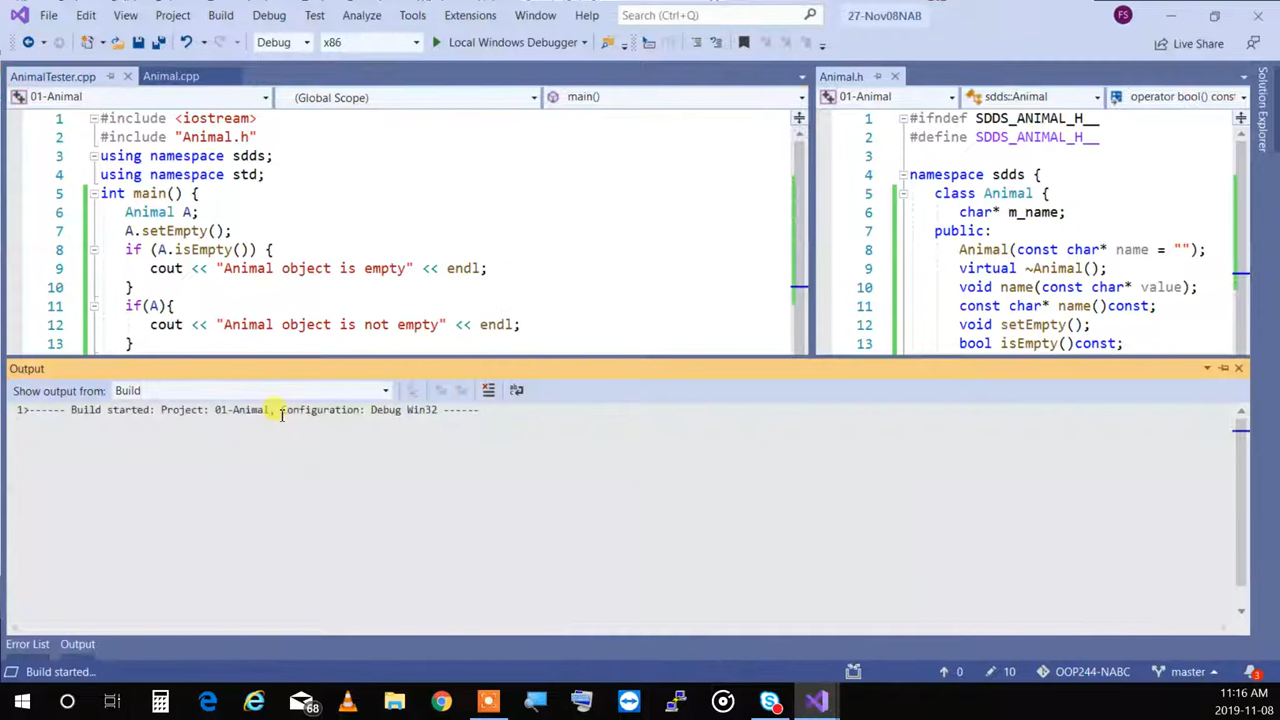 File Edit View Project Build Debug Test Analyze Tools Extensions Window Help Search (Ctrl+Q) 27-Nov08NAB FS
Debug x86 Local Windows Debugger Live Share
AnimalTester.cpp Animal.cpp
01-Animal (Global Scope) main()
1 #include <iostream>
2 #include "Animal.h"
3 using namespace sdds;
4 using namespace std;
5 int main() {
6 Animal A;
7 A.setEmpty();
8 if (A.isEmpty()) {
9 cout << "Animal object is empty" << endl;
10 }
11 if(A){
12 cout << "Animal object is not empty" << endl;
13 }
Animal.h
01-Animal sdds::Animal operator bool() const
1 #ifndef SDDS_ANIMAL_H__
2 #define SDDS_ANIMAL_H__
3
4 namespace sdds {
5 class Animal {
6 char* m_name;
7 public:
8 Animal(const char* name = "");
9 virtual ~Animal();
10 void name(const char* value);
11 const char* name()const;
12 void setEmpty();
13 bool isEmpty()const;
Solution Explorer
Output
Show output from: Build
1>------ Build started: Project: 01-Animal, Configuration: Debug Win32 ------
Error List Output
Build started... 0 10 OOP244-NABC master 3
68
11:16 AM
2019-11-08